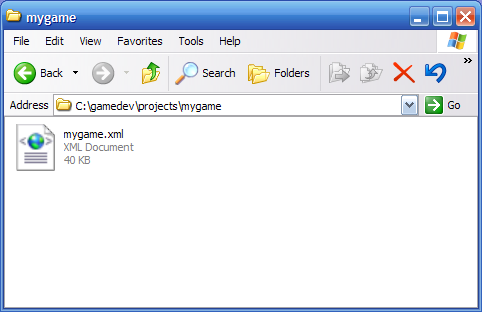 mygame
File Edit View Favorites Tools Help
Back Search Folders
Address C:\gamedev\projects\mygame Go
mygame.xml
XML Document
40 KB